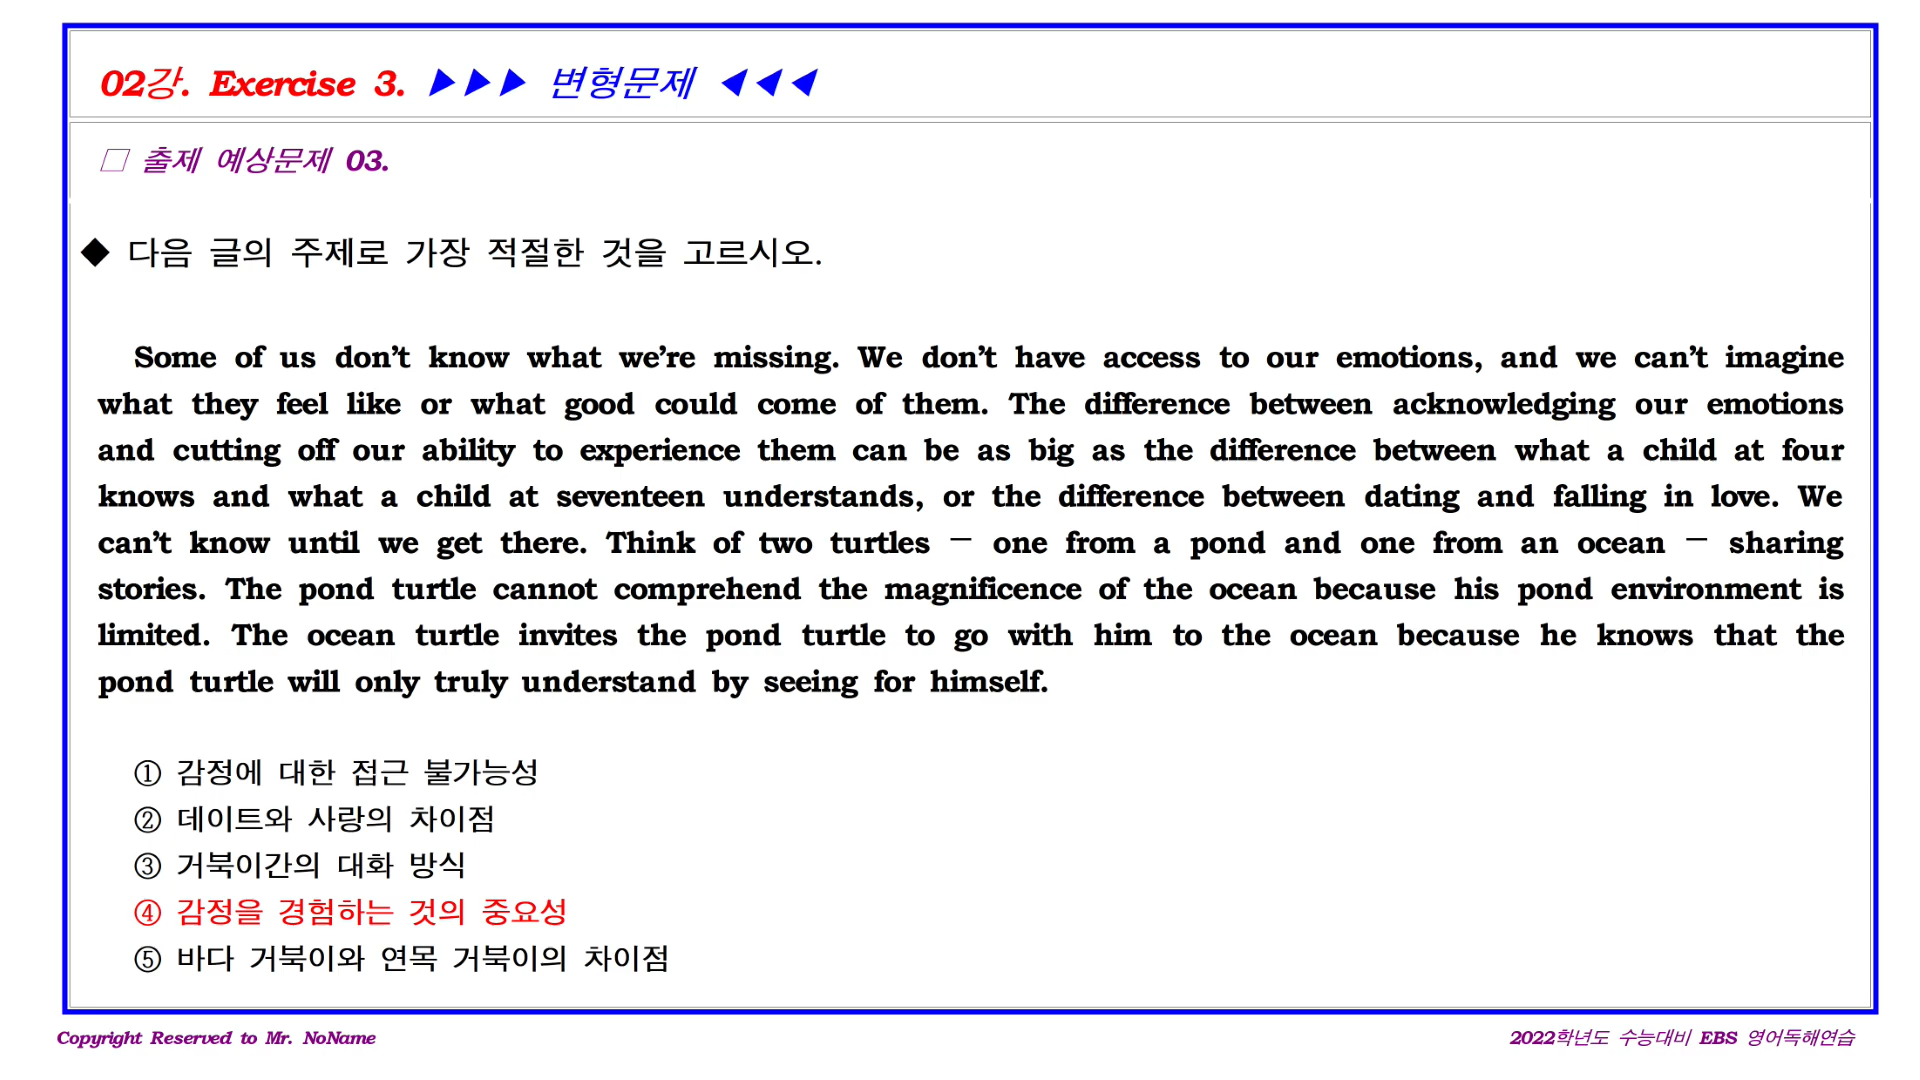 02강. Exercise 3. ▶▶▶ 변형문제 ◀◀◀
□ 출제 예상문제 03.
◆ 다음 글의 주제로 가장 적절한 것을 고르시오.
Some of us don’t know what we’re missing. We don’t have access to our emotions, and we can’t imagine
what they feel like or what good could come of them. The difference between acknowledging our emotions
and cutting off our ability to experience them can be as big as the difference between what a child at four
knows and what a child at seventeen understands, or the difference between dating and falling in love. We
can’t know until we get there. Think of two turtles — one from a pond and one from an ocean — sharing
stories. The pond turtle cannot comprehend the magnificence of the ocean because his pond environment is
limited. The ocean turtle invites the pond turtle to go with him to the ocean because he knows that the
pond turtle will only truly understand by seeing for himself.
① 감정에 대한 접근 불가능성
② 데이트와 사랑의 차이점
③ 거북이간의 대화 방식
④ 감정을 경험하는 것의 중요성
⑤ 바다 거북이와 연목 거북이의 차이점
Copyright Reserved to Mr. NoName
2022학년도 수능대비 EBS 영어독해연습